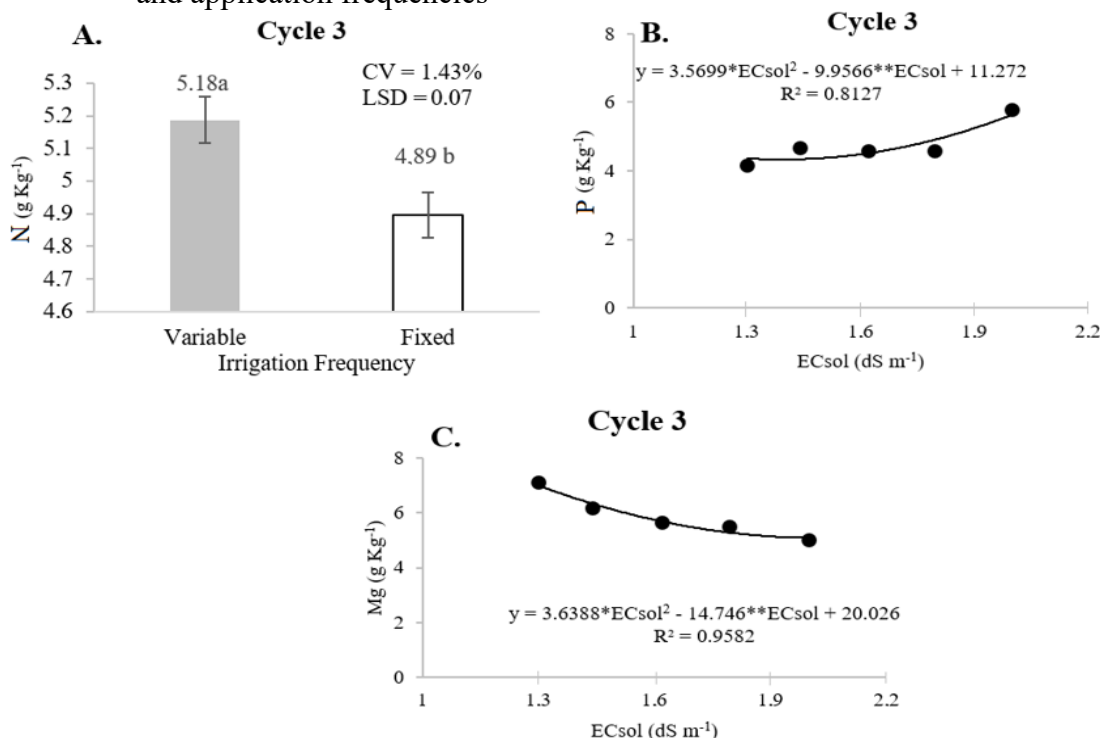 and application frequencies
A.
Cycle 3
5.3
5.2
5.1
5
4.9
4.8
4.7
4.6
N (g Kg⁻¹)
5.18a
CV = 1.43%
LSD = 0.07
4.89 b
Variable
Fixed
Irrigation Frequency
B.
Cycle 3
8
6
4
2
0
P (g Kg⁻¹)
y = 3.5699*ECsol² - 9.9566**ECsol + 11.272
R² = 0.8127
1 1.3 1.6 1.9 2.2
ECsol (dS m⁻¹)
C.
Cycle 3
8
6
4
2
0
Mg (g Kg⁻¹)
y = 3.6388*ECsol² - 14.746**ECsol + 20.026
R² = 0.9582
1 1.3 1.6 1.9 2.2
ECsol (dS m⁻¹)